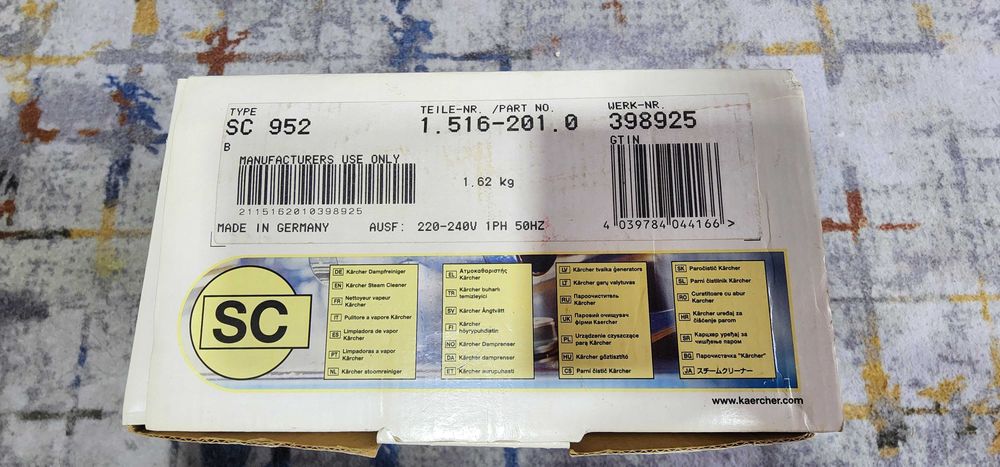 TYPE
SC 952
B
TEILE-NR. /PART NO.
1.516-201.0
WERK-NR.
398925
MANUFACTURERS USE ONLY
2115162010398925
1.62 kg
GTIN
4 039784 044166 >
MADE IN GERMANY AUSF: 220-240V 1PH 50HZ
SC
DE Kärcher Dampfreiniger
EN Kärcher Steam Cleaner
FR Nettoyeur vapeur
Kärcher
IT Pulitore a vapore Kärcher
ES Limpiadora de vapor
Kärcher
PT Limpadoras a vapor
Kärcher
NL Kärcher stoomreiniger
EL Ατμοκαθαριστής
Kärcher
TR Kärcher buharlı
temizleyici
SV Kärcher Ångtvätt
FI Kärcher
höyrypuhdistin
NO Kärcher Damprenser
DA Kärcher damprenser
ET Kärcher aurupuhasti
LV Kärcher tvaika ģenerators
LT Kärcher garų valytuvas
RU Пароочиститель
Kärcher
UK Паровий очищувач
фірми Kaercher
PL Urządzenie czyszczące
parą Kärcher
HU Kärcher gőztisztító
CS Parní čistič Kärcher
SK Paročistič Kärcher
SL Parni čistilnik Kärcher
RO Curatitoare cu abur
Kärcher
HR Kärcher uređaj za
čišćenje parom
SR Карцхер уређај за
чишћење паром
BG Парочистачка "Kärcher"
JA スチームクリーナー
www.kaercher.com